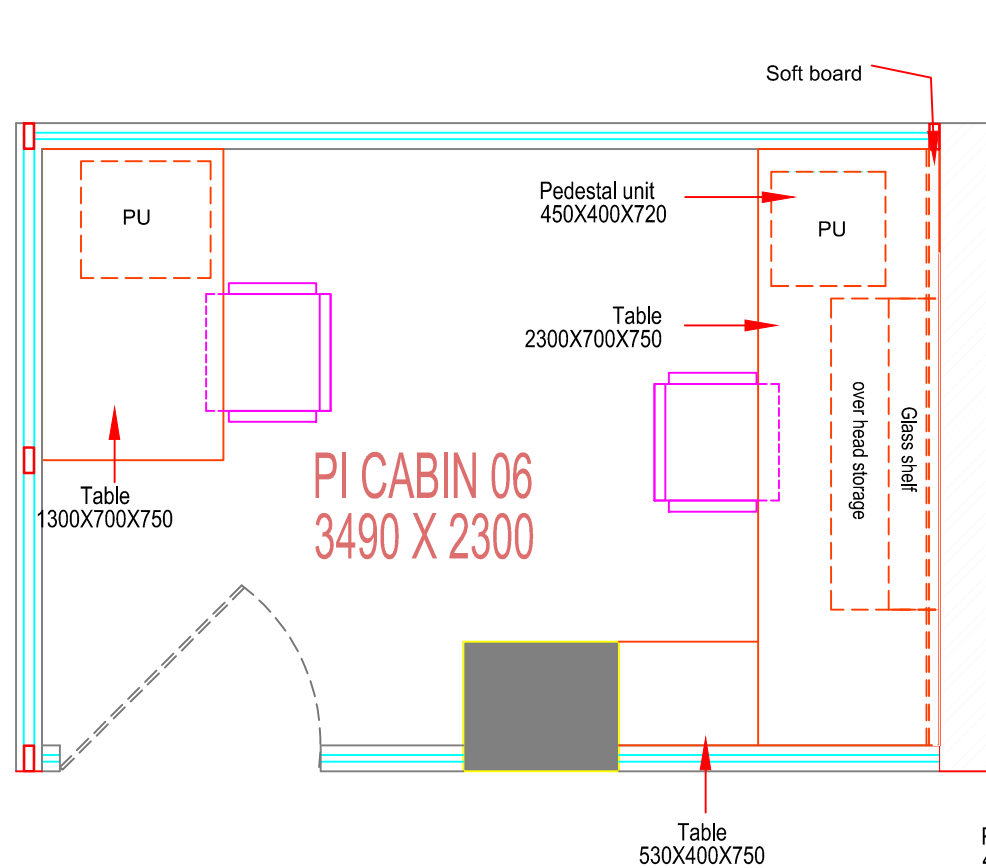 Soft board
PU
Pedestal unit
450X400X720
PU
Table
2300X700X750
over head storage
Glass shelf
PI CABIN 06
3490 X 2300
Table
1300X700X750
Table
530X400X750